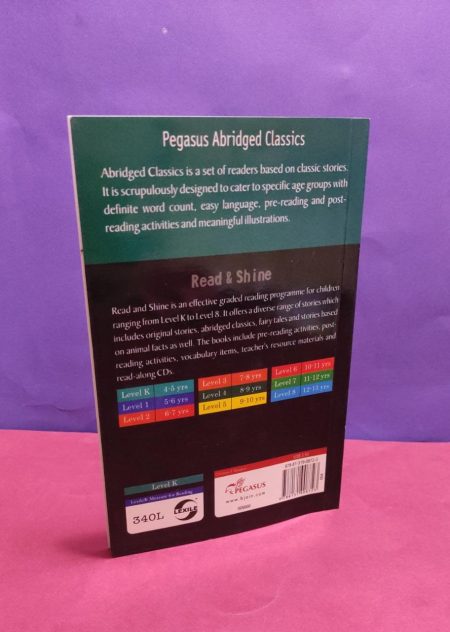 Pegasus Abridged Classics
Abridged Classics is a set of readers based on classic stories.
It is scrupulously designed to cater to specific age groups with
definite word count, easy language, pre-reading and post-
reading activities and meaningful illustrations.
Read & Shine
Read and Shine is an effective graded reading programme for children
ranging from Level K to Level 8. It offers a diverse range of stories which
includes original stories, abridged classics, fairy tales and stories based
on animal facts as well. The books include pre-reading activities, post-
reading activities, vocabulary items, teacher's resource materials and
read-along CDs.
Level K 4-5 yrs
Level 1 5-6 yrs
Level 2 6-7 yrs
Level 3 7-8 yrs
Level 4 8-9 yrs
Level 5 9-10 yrs
Level 6 10-11 yrs
Level 7 11-12 yrs
Level 8 12-13 yrs
Level K
Lexile® Measure for Reading
340L
LEXILE
PEGASUS